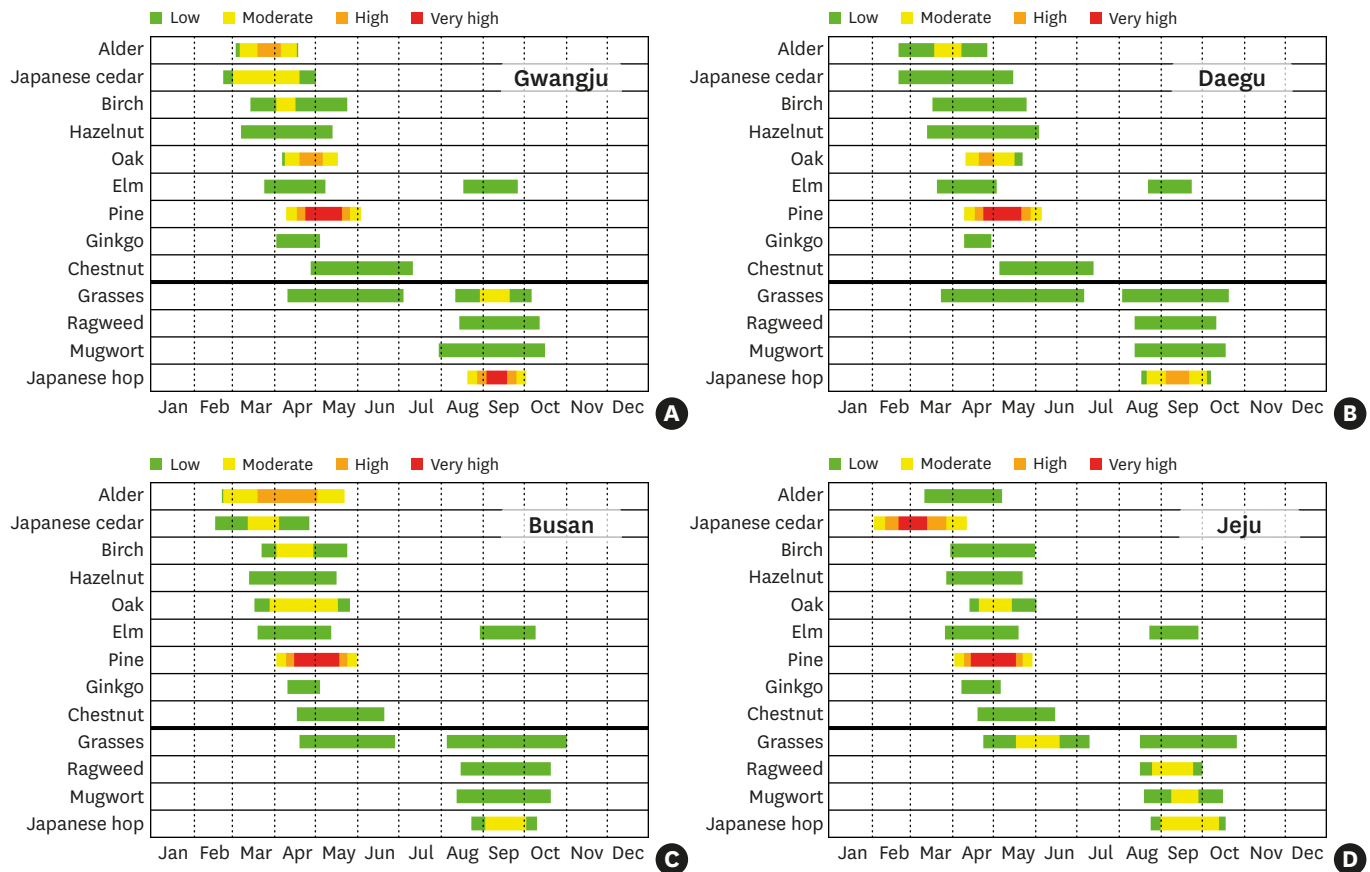 Low Moderate High Very high
Gwangju
Alder
Japanese cedar
Birch
Hazelnut
Oak
Elm
Pine
Ginkgo
Chestnut
Grasses
Ragweed
Mugwort
Japanese hop
Jan Feb Mar Apr May Jun Jul Aug Sep Oct Nov Dec
A
Low Moderate High Very high
Daegu
Alder
Japanese cedar
Birch
Hazelnut
Oak
Elm
Pine
Ginkgo
Chestnut
Grasses
Ragweed
Mugwort
Japanese hop
Jan Feb Mar Apr May Jun Jul Aug Sep Oct Nov Dec
B
Low Moderate High Very high
Busan
Alder
Japanese cedar
Birch
Hazelnut
Oak
Elm
Pine
Ginkgo
Chestnut
Grasses
Ragweed
Mugwort
Japanese hop
Jan Feb Mar Apr May Jun Jul Aug Sep Oct Nov Dec
C
Low Moderate High Very high
Jeju
Alder
Japanese cedar
Birch
Hazelnut
Oak
Elm
Pine
Ginkgo
Chestnut
Grasses
Ragweed
Mugwort
Japanese hop
Jan Feb Mar Apr May Jun Jul Aug Sep Oct Nov Dec
D